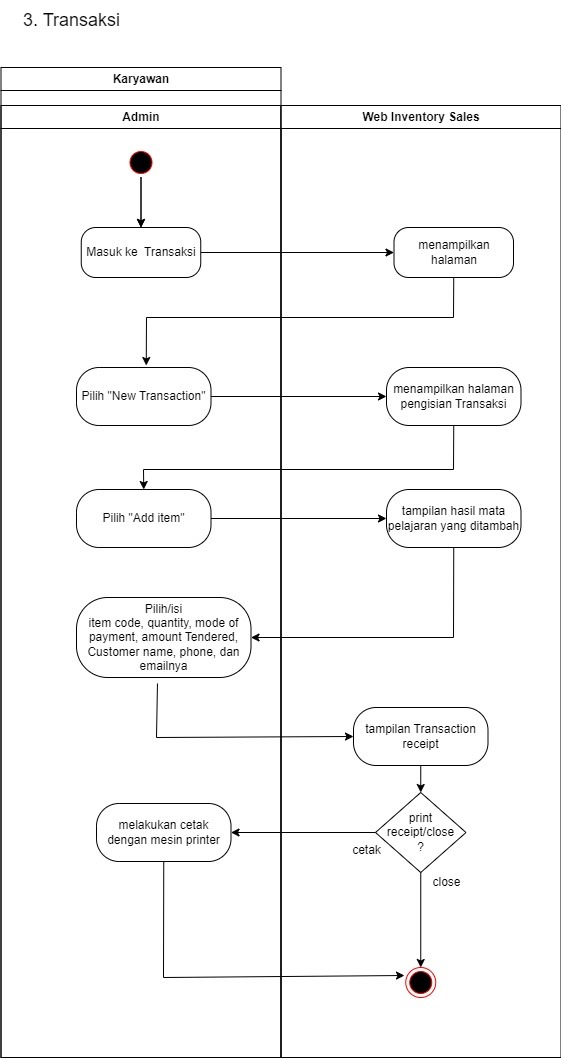 3. Transaksi
Karyawan
Admin
Web Inventory Sales
Masuk ke Transaksi
menampilkan
halaman
Pilih "New Transaction"
menampilkan halaman
pengisian Transaksi
Pilih "Add item"
tampilan hasil mata
pelajaran yang ditambah
Pilih/isi
item code, quantity, mode of
payment, amount Tendered,
Customer name, phone, dan
emailnya
tampilan Transaction
receipt
print
receipt/close
?
melakukan cetak
dengan mesin printer
cetak
close